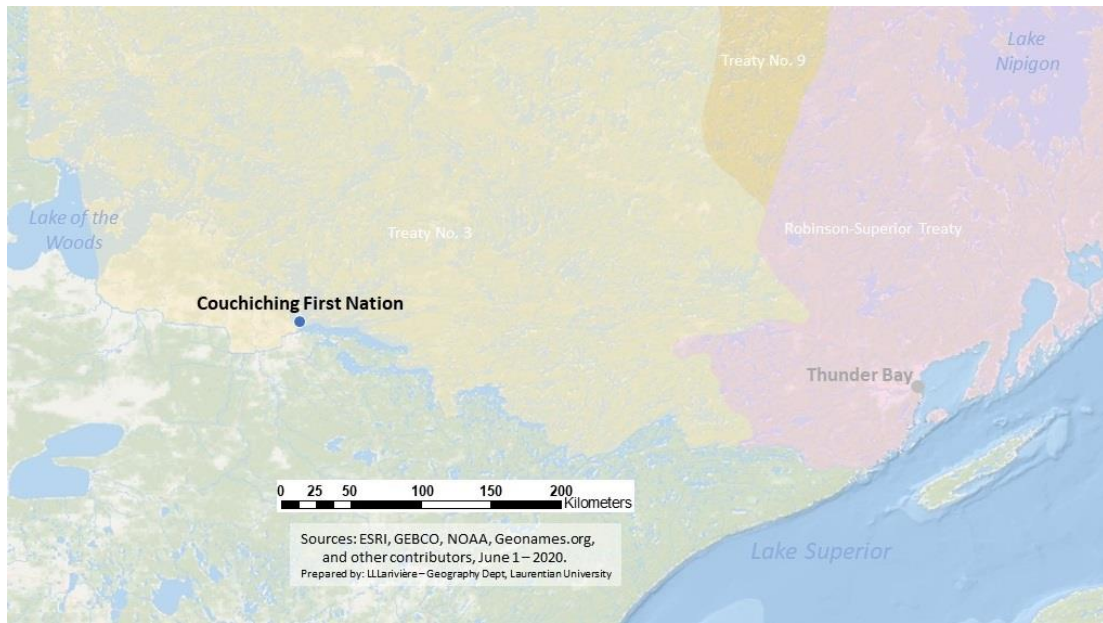 Lake
Nipigon
Treaty No. 9
Lake of the
Woods
Treaty No. 3
Robinson-Superior Treaty
Couchiching First Nation
Thunder Bay
0 25 50 100 150 200
Kilometers
Sources: ESRI, GEBCO, NOAA, Geonames.org,
and other contributors, June 1 – 2020.
Prepared by: LLLarivière – Geography Dept, Laurentian University
Lake Superior